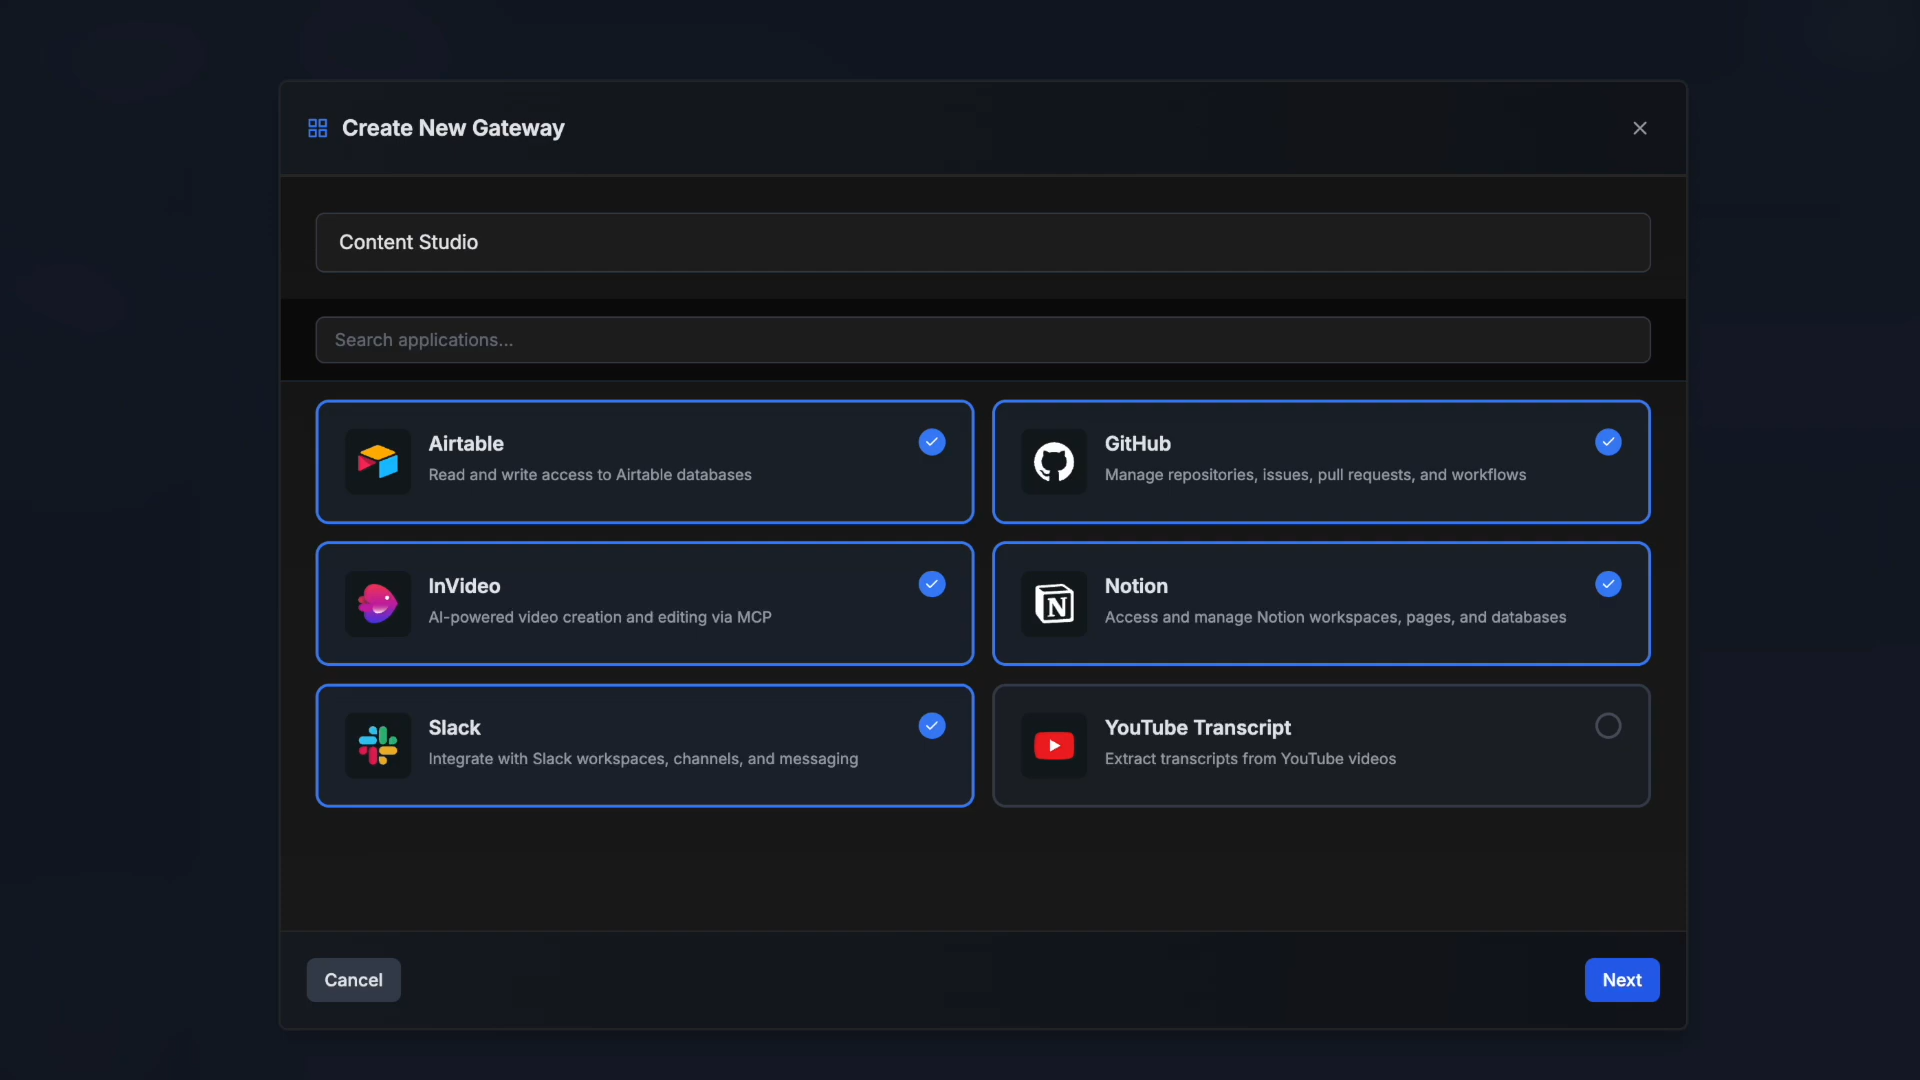 Create New Gateway
Content Studio
Search applications...
Airtable
Read and write access to Airtable databases
GitHub
Manage repositories, issues, pull requests, and workflows
InVideo
AI-powered video creation and editing via MCP
Notion
Access and manage Notion workspaces, pages, and databases
Slack
Integrate with Slack workspaces, channels, and messaging
YouTube Transcript
Extract transcripts from YouTube videos
Cancel
Next